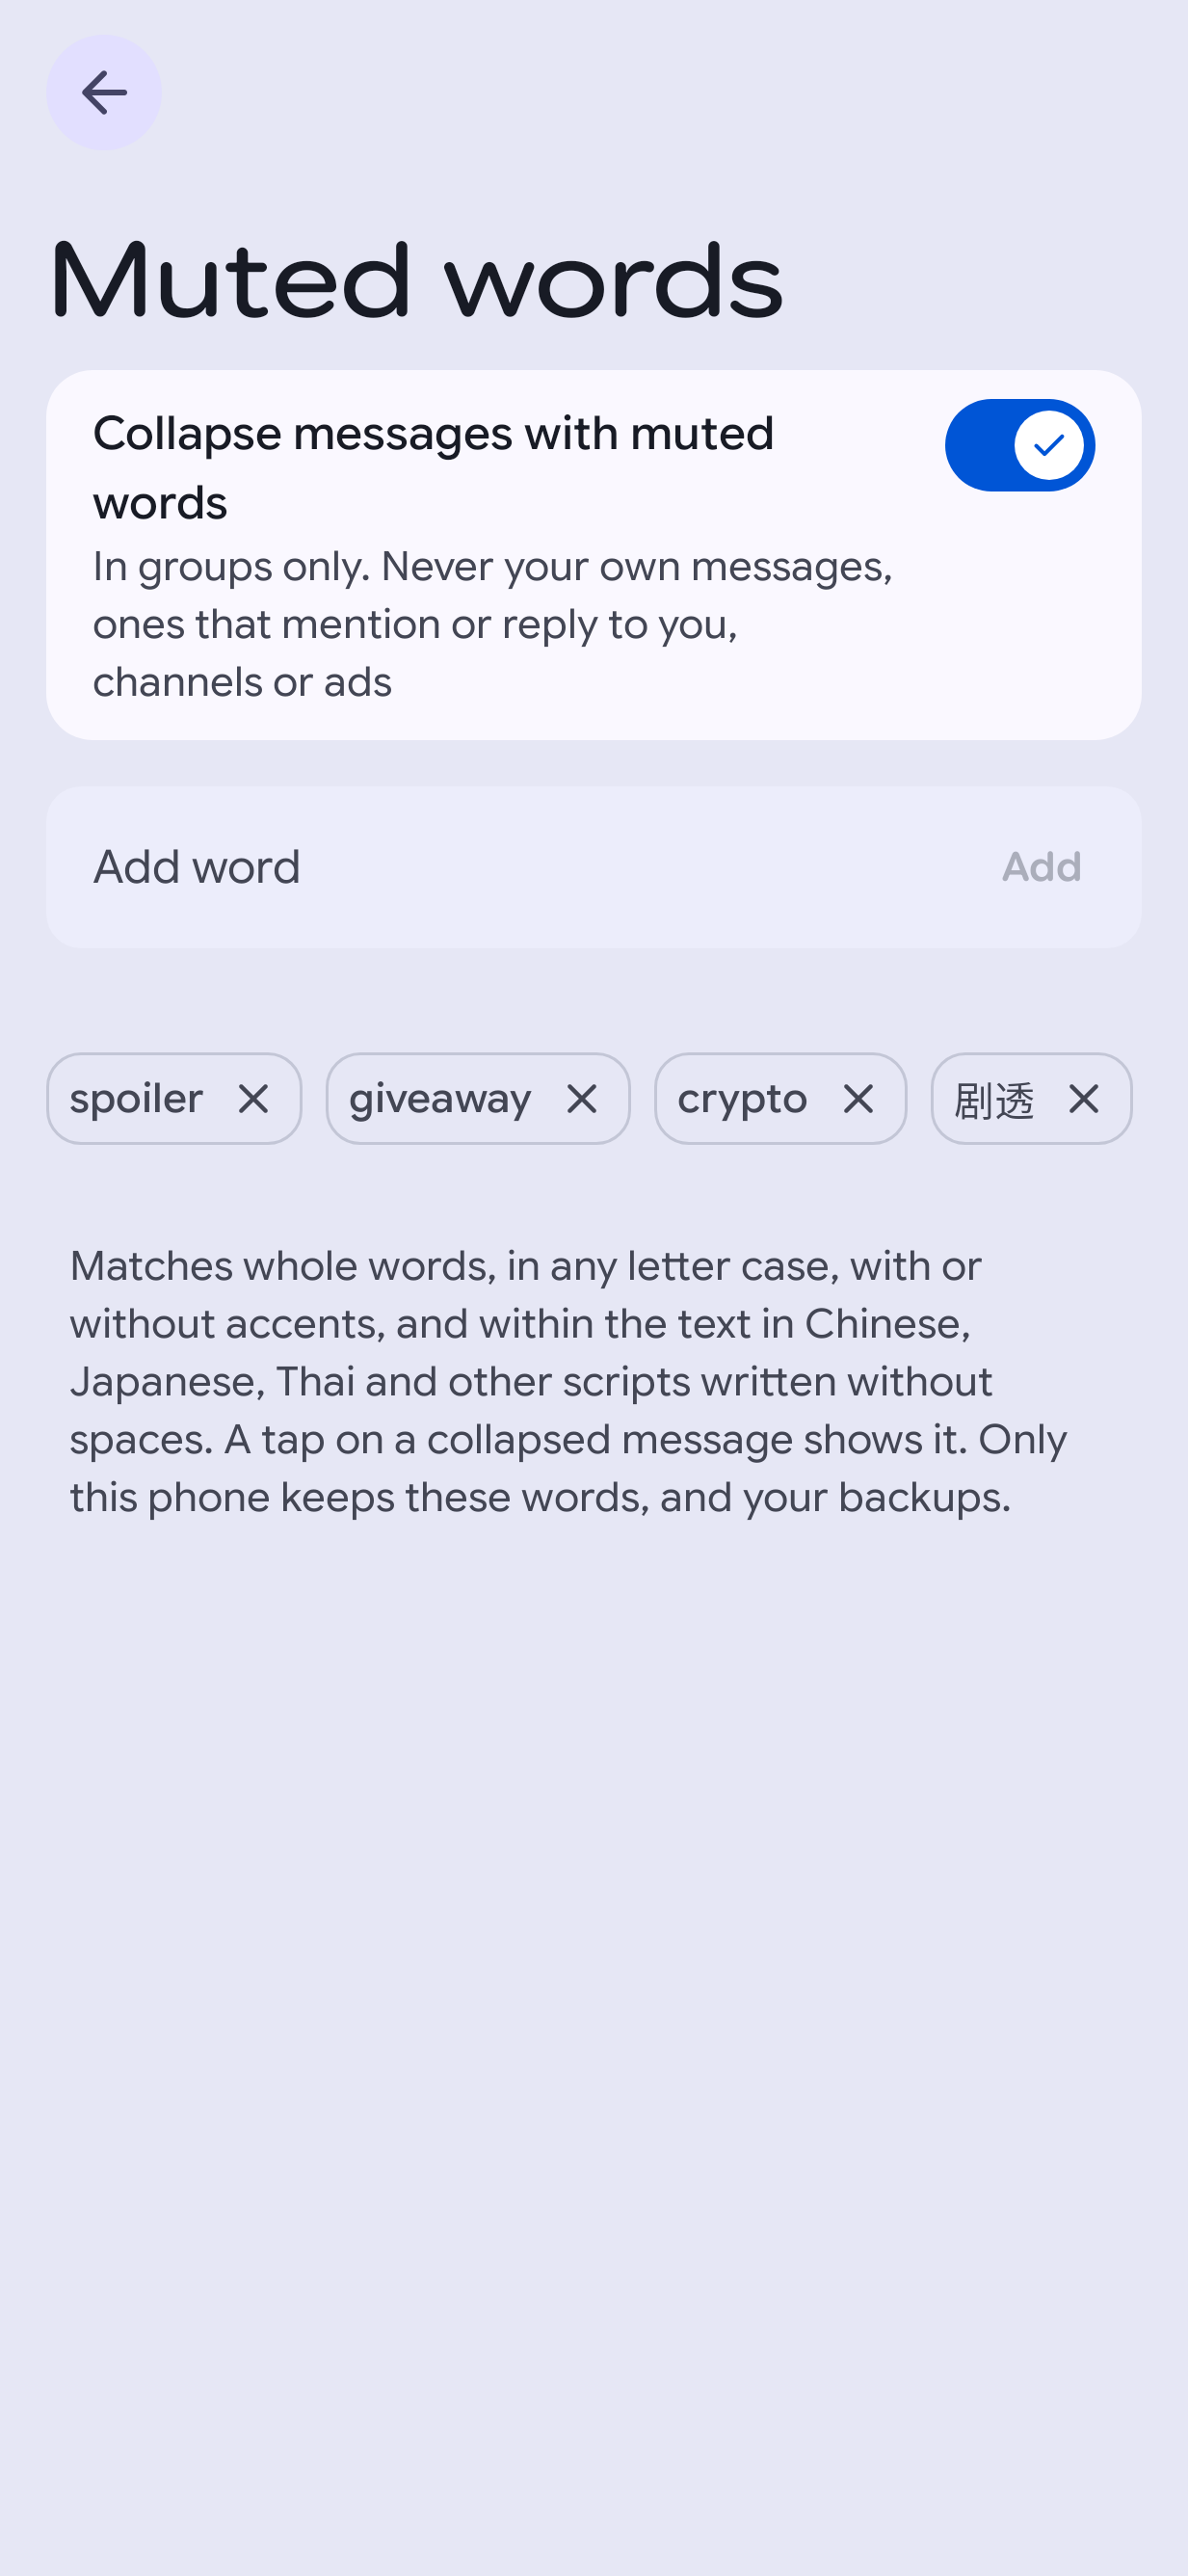 Muted words
Collapse messages with muted
words
In groups only. Never your own messages,
ones that mention or reply to you,
channels or ads
Add word
Add
spoiler
giveaway
crypto
剧透
Matches whole words, in any letter case, with or
without accents, and within the text in Chinese,
Japanese, Thai and other scripts written without
spaces. A tap on a collapsed message shows it. Only
this phone keeps these words, and your backups.